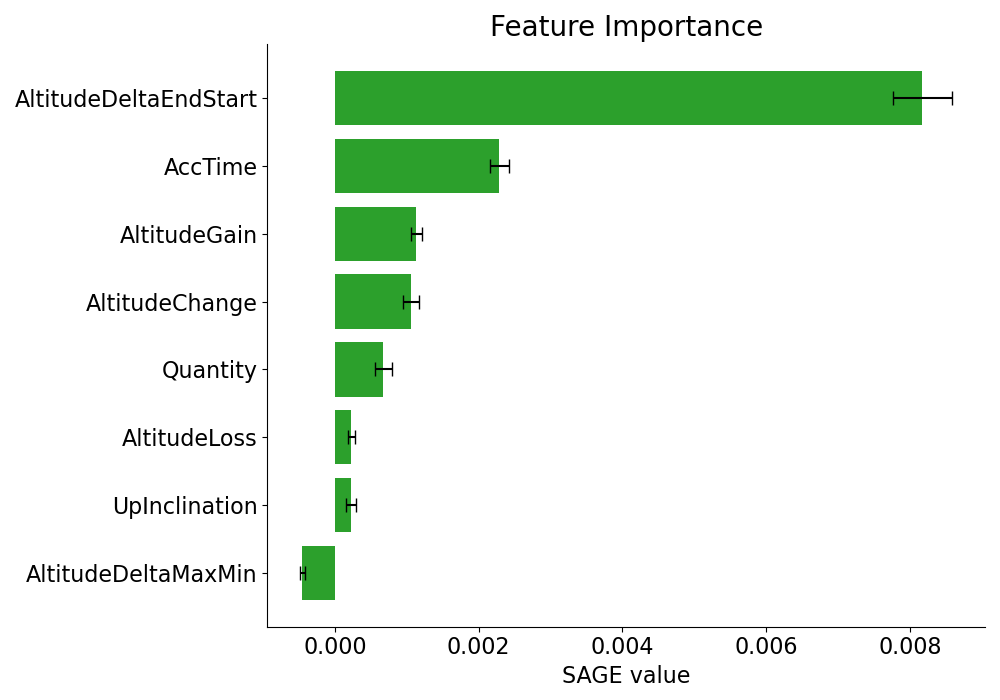 Feature Importance
AltitudeDeltaEndStart
AccTime
AltitudeGain
AltitudeChange
Quantity
AltitudeLoss
UpInclination
AltitudeDeltaMaxMin
0.000 0.002 0.004 0.006 0.008
SAGE value